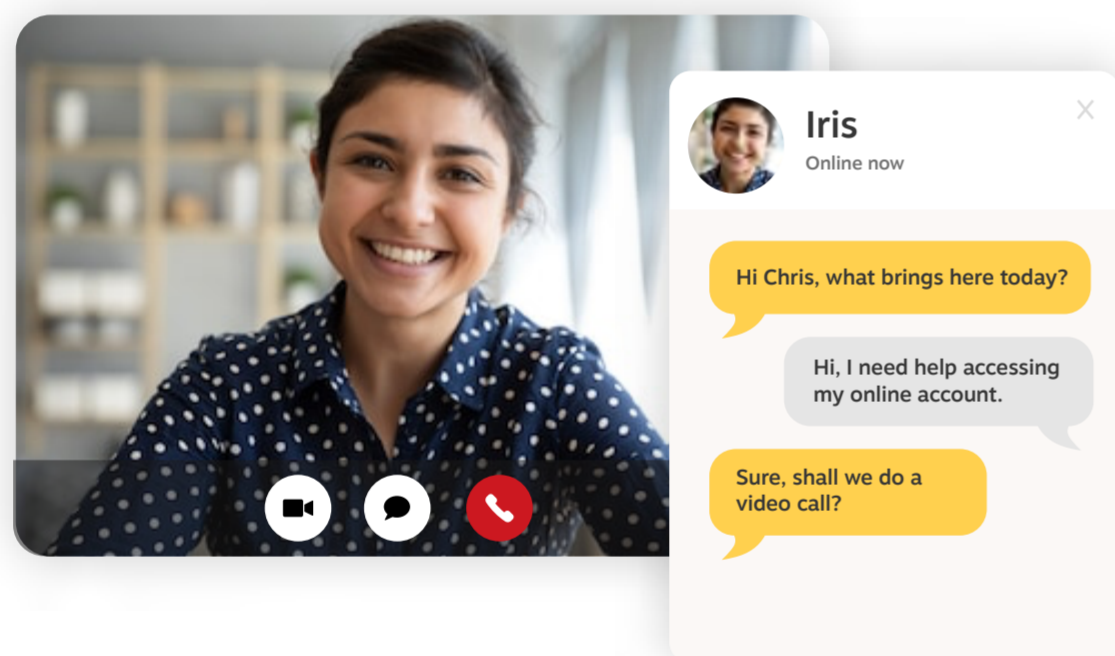 Iris
Online now
Hi Chris, what brings here today?
Hi, I need help accessing
my online account.
Sure, shall we do a
video call?